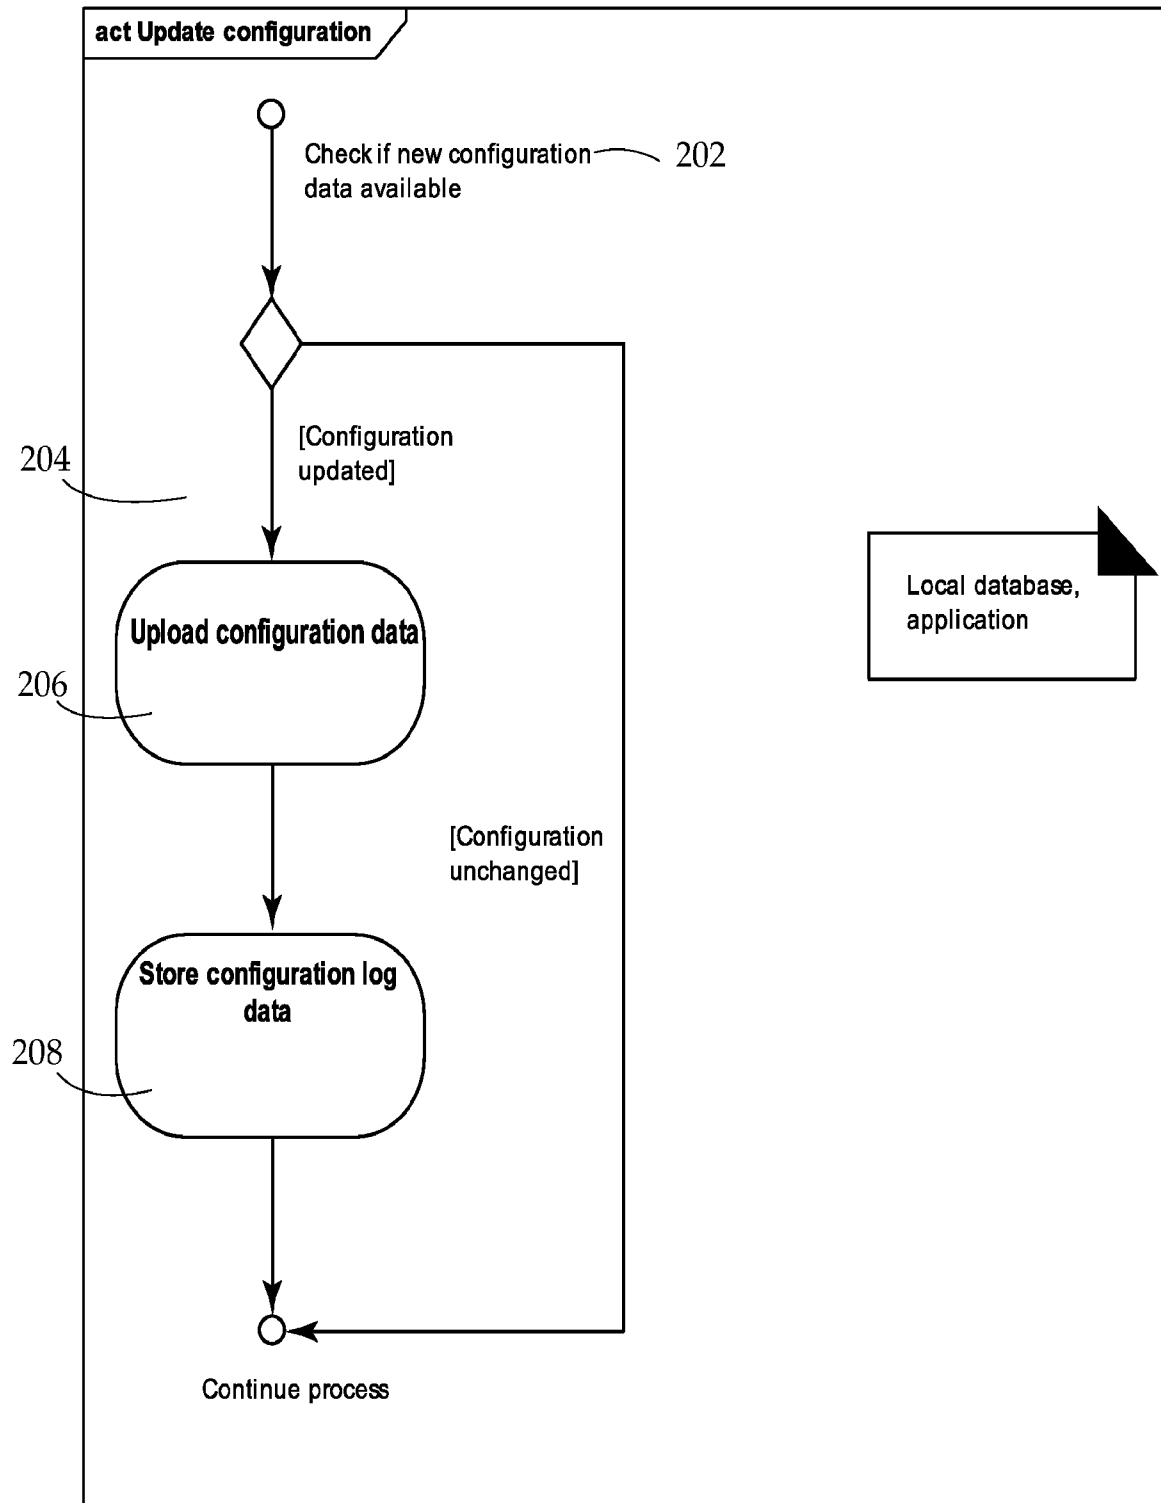 act Update configuration
Check if new configuration
202
data available
[Configuration
updated]
204
Local database,
application
Upload configuration data
206
[Configuration
unchanged]
Store configuration log
data
208
Continue process